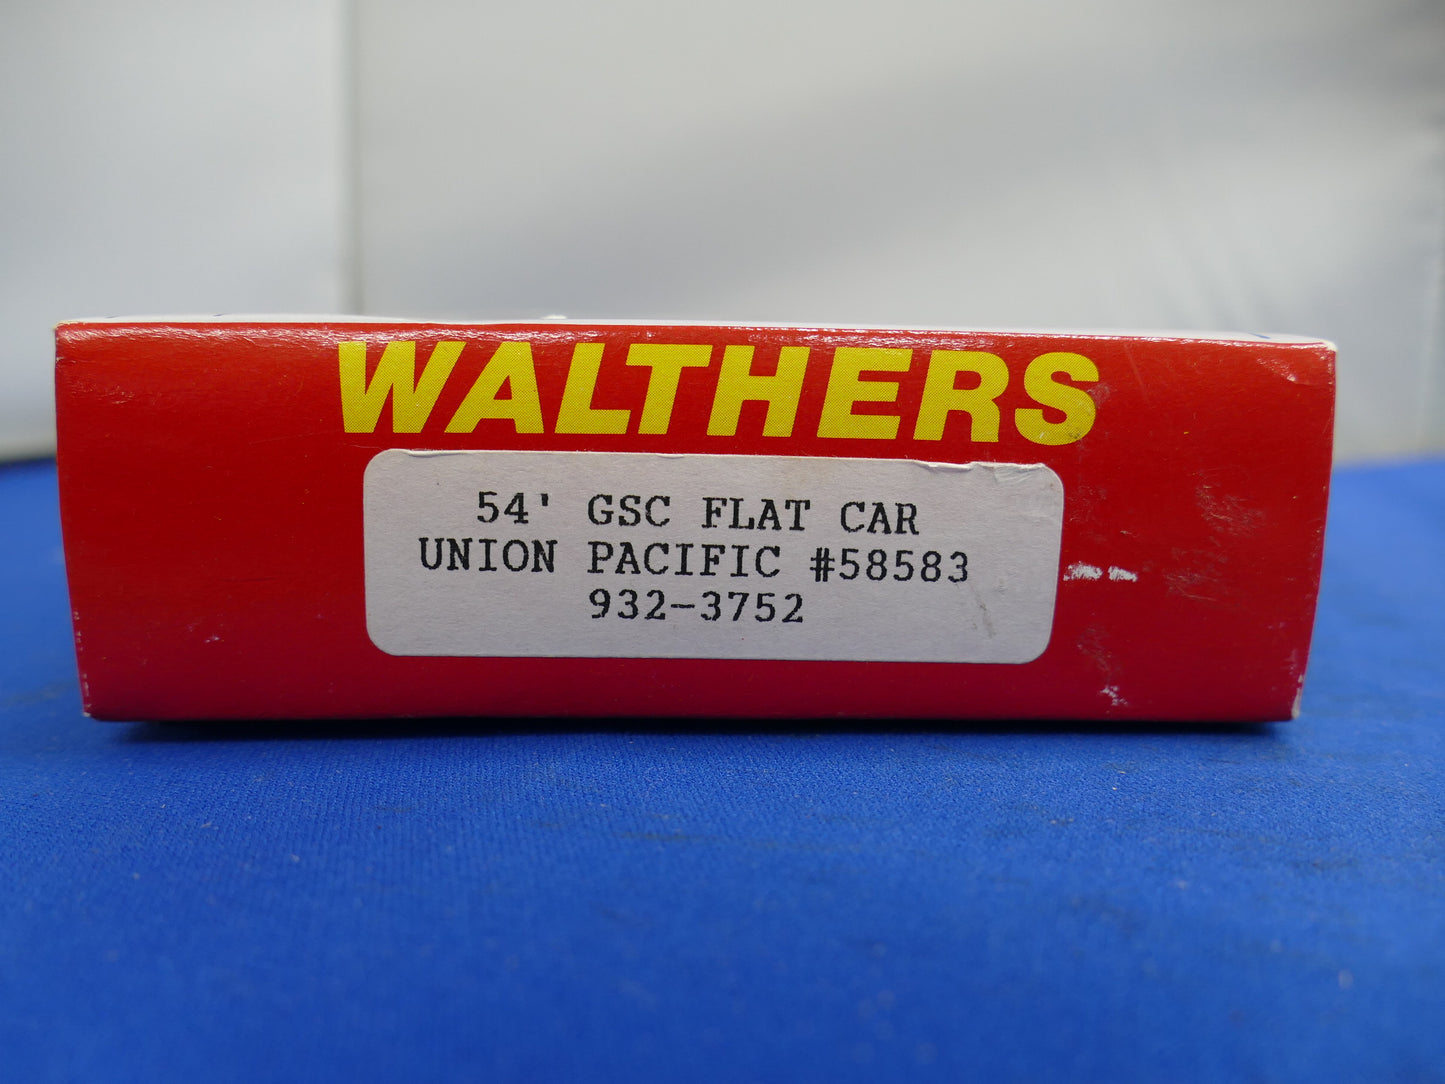 WALTHERS
54' GSC FLAT CAR
UNION PACIFIC #58583
932-3752